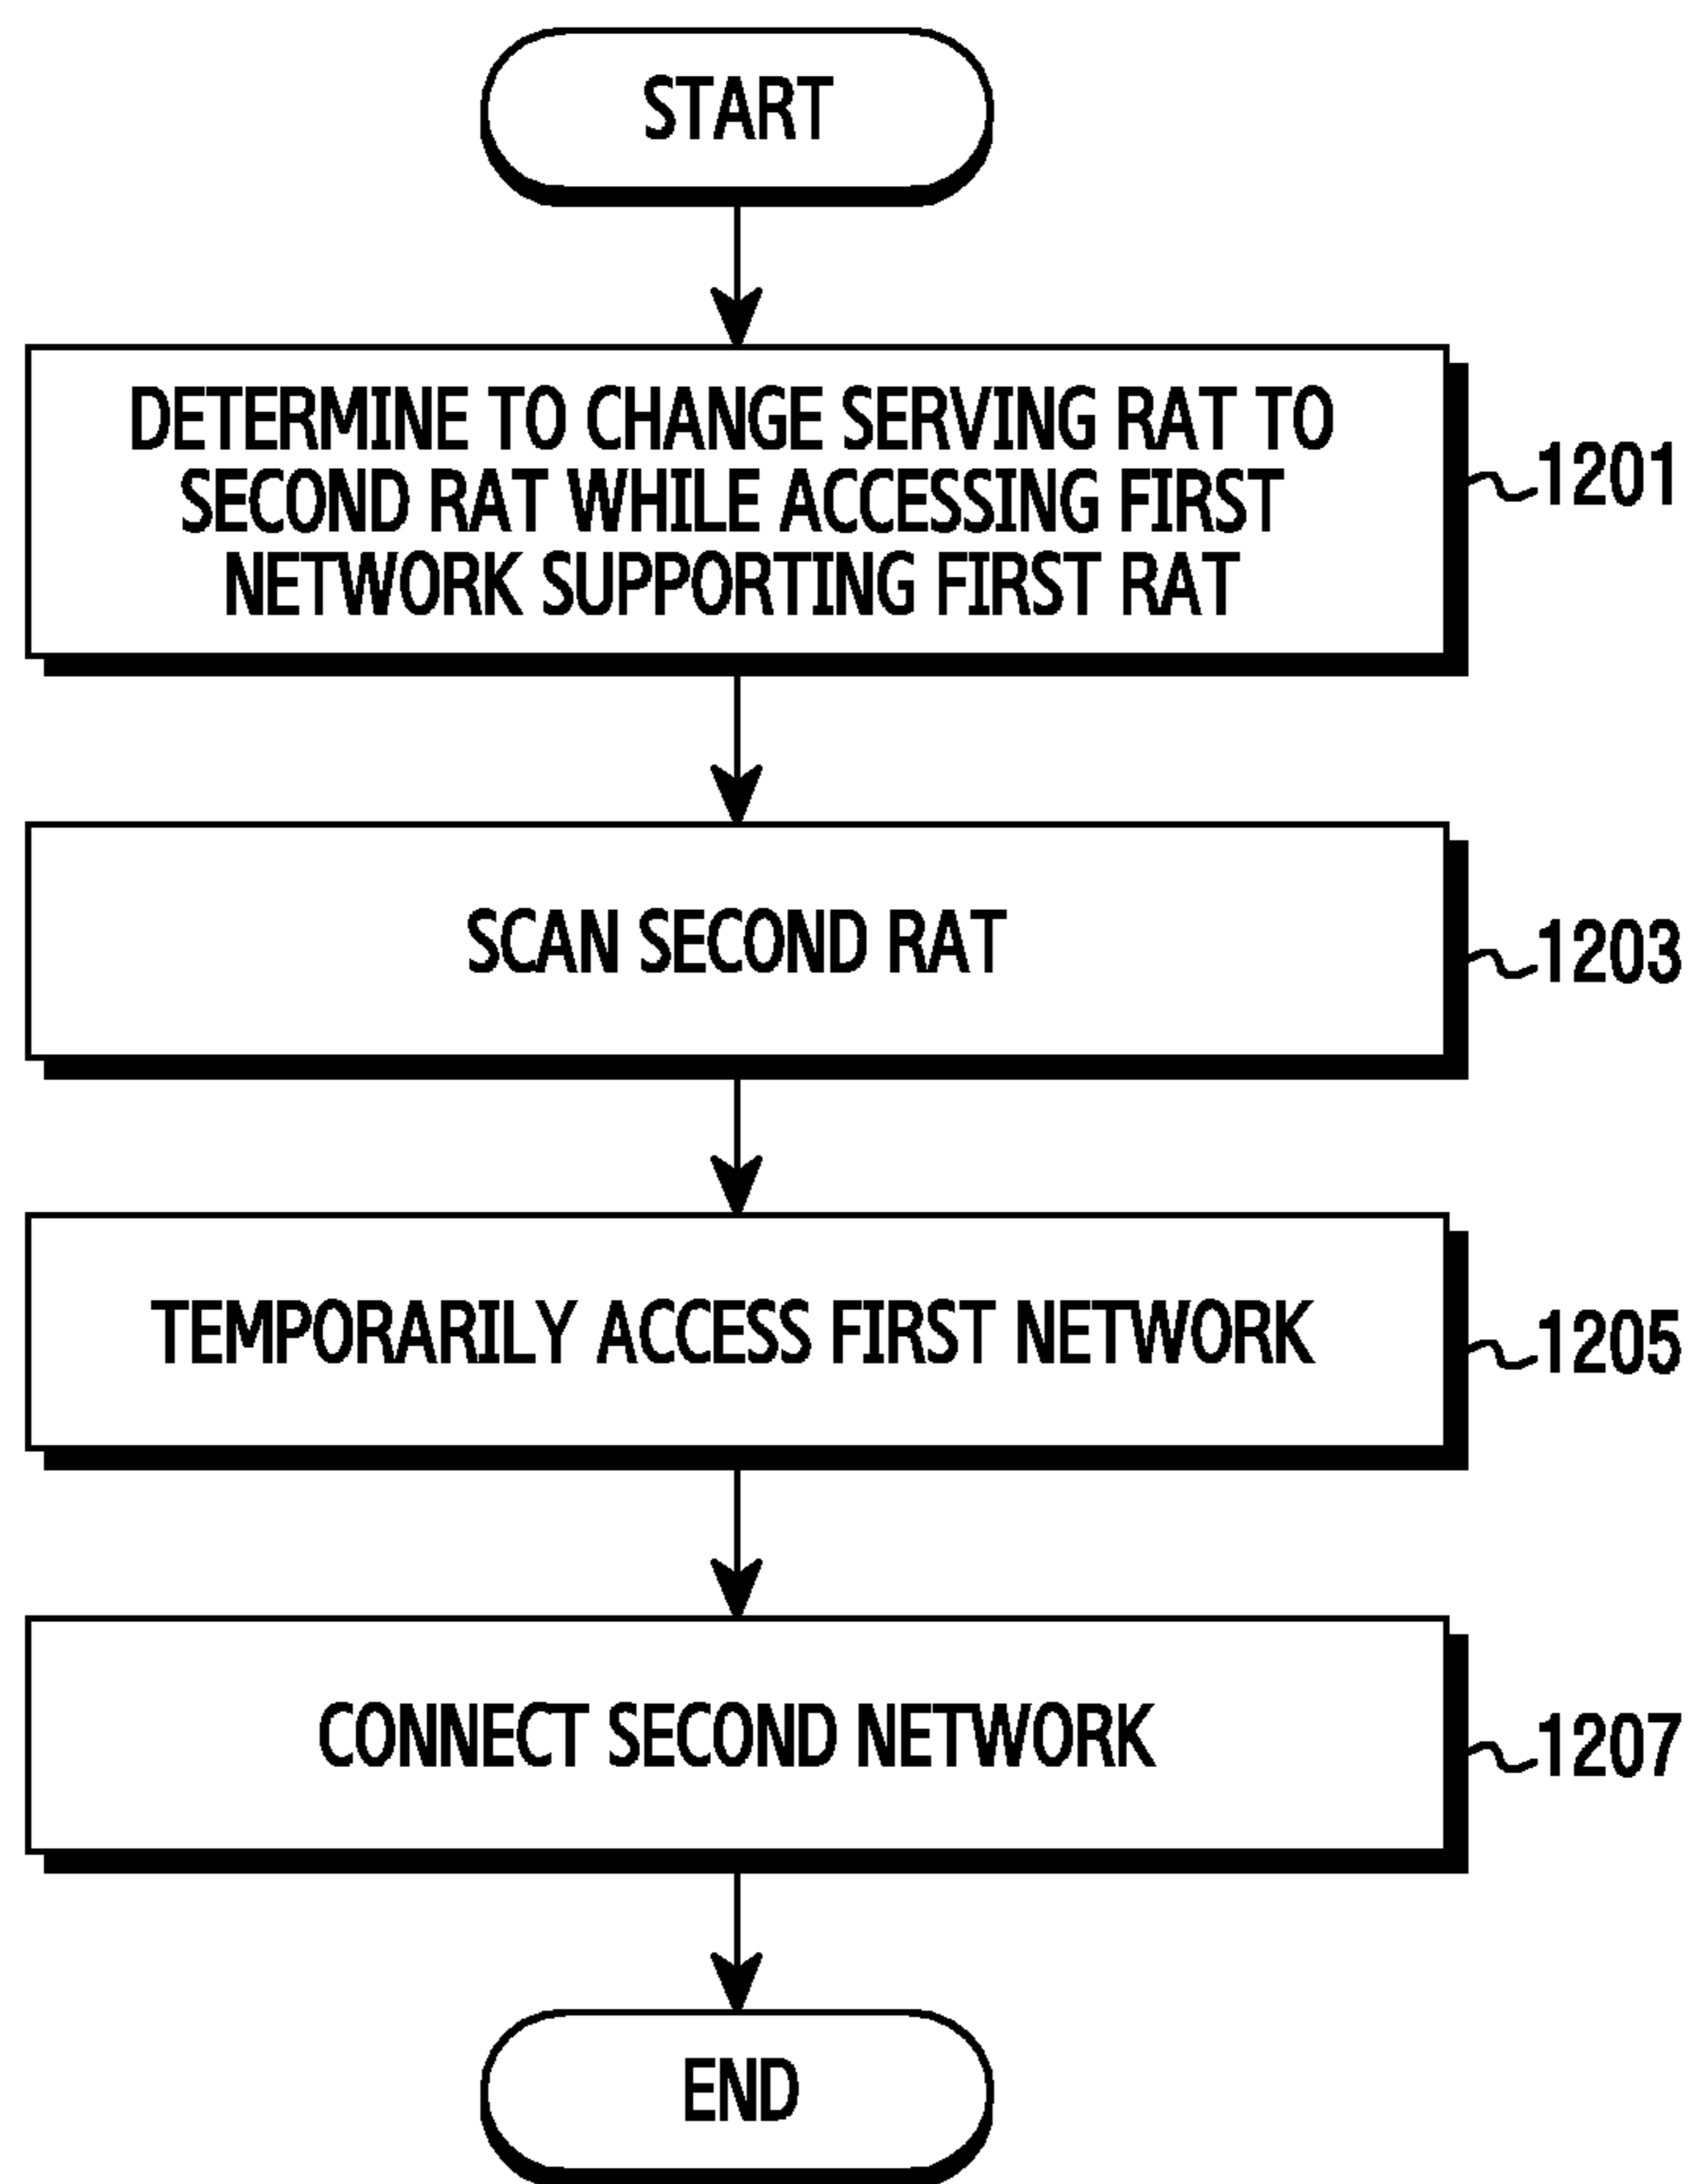 START
DETERMINE TO CHANGE SERVING RAT TO
SECOND RAT WHILE ACCESSING FIRST
NETWORK SUPPORTING FIRST RAT
1201
SCAN SECOND RAT
1203
TEMPORARILY ACCESS FIRST NETWORK
1205
CONNECT SECOND NETWORK
1207
END